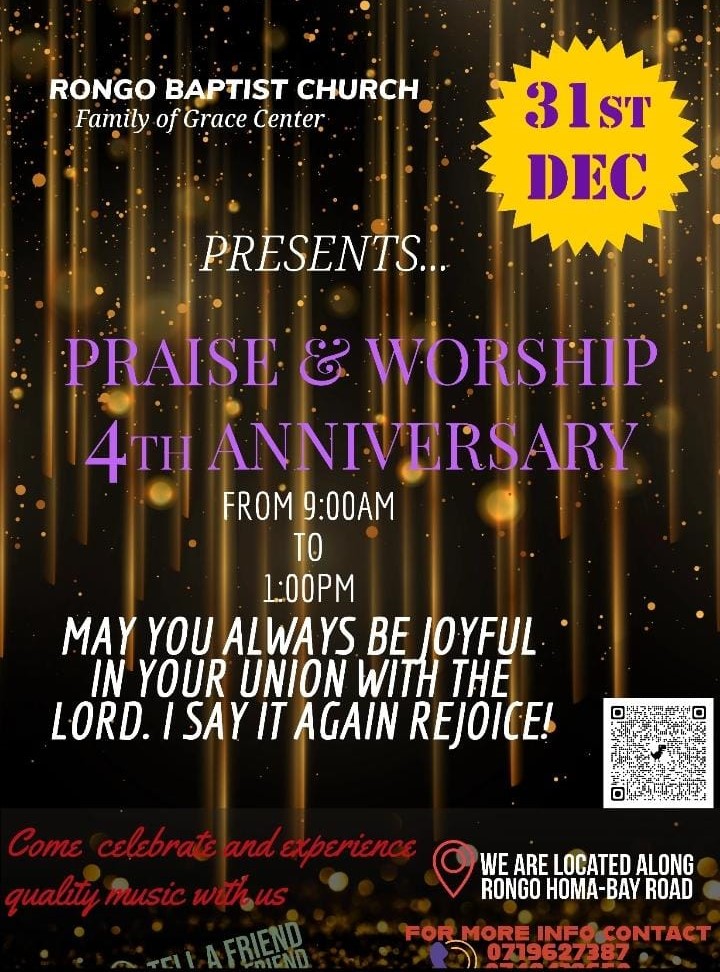 RONGO BAPTIST CHURCH
Family of Grace Center
31ST
DEC
PRESENTS...
PRAISE & WORSHIP
4TH ANNIVERSARY
FROM 9:00AM
TO
1:00PM
MAY YOU ALWAYS BE JOYFUL
IN YOUR UNION WITH THE
LORD. I SAY IT AGAIN REJOICE!
Come celebrate and experience
quality music with us
WE ARE LOCATED ALONG
RONGO HOMA-BAY ROAD
FOR MORE INFO CONTACT
0719627387
TELL A FRIEND
FRIEND